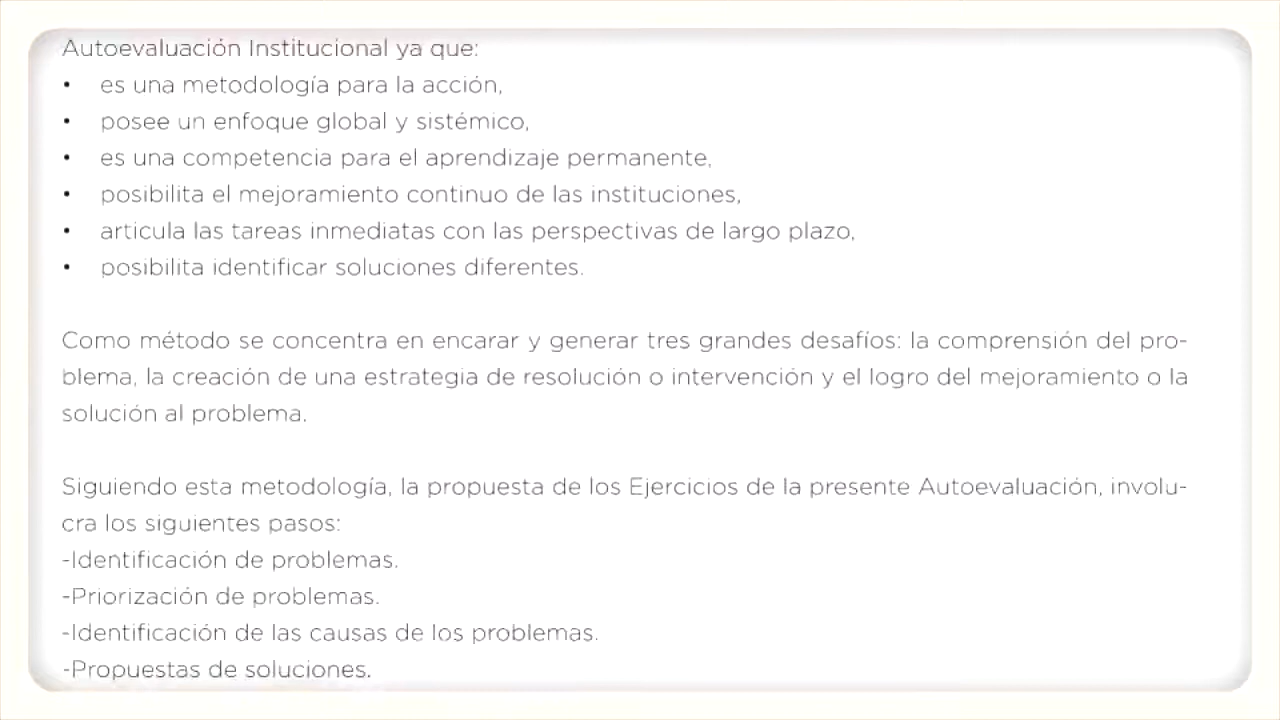 Autoevaluación Institucional ya que:
• es una metodología para la acción,
• posee un enfoque global y sistémico,
• es una competencia para el aprendizaje permanente,
• posibilita el mejoramiento continuo de las instituciones,
• articula las tareas inmediatas con las perspectivas de largo plazo,
• posibilita identificar soluciones diferentes.
Como método se concentra en encarar y generar tres grandes desafíos: la comprensión del pro-
blema, la creación de una estrategia de resolución o intervención y el logro del mejoramiento o la
solución al problema.
Siguiendo esta metodología, la propuesta de los Ejercicios de la presente Autoevaluación, involu-
cra los siguientes pasos:
-Identificación de problemas.
-Priorización de problemas.
-Identificación de las causas de los problemas.
-Propuestas de soluciones.